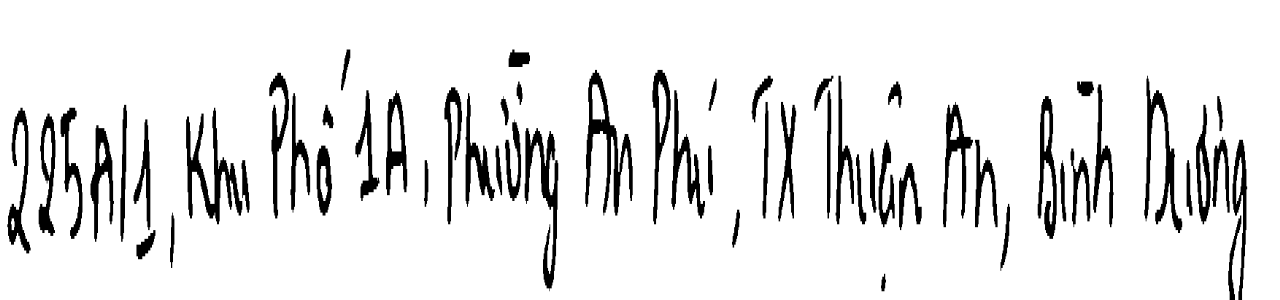 225A/1, Khu Phố 1A, Phường An Phú, TX Thuận An, Bình Dương